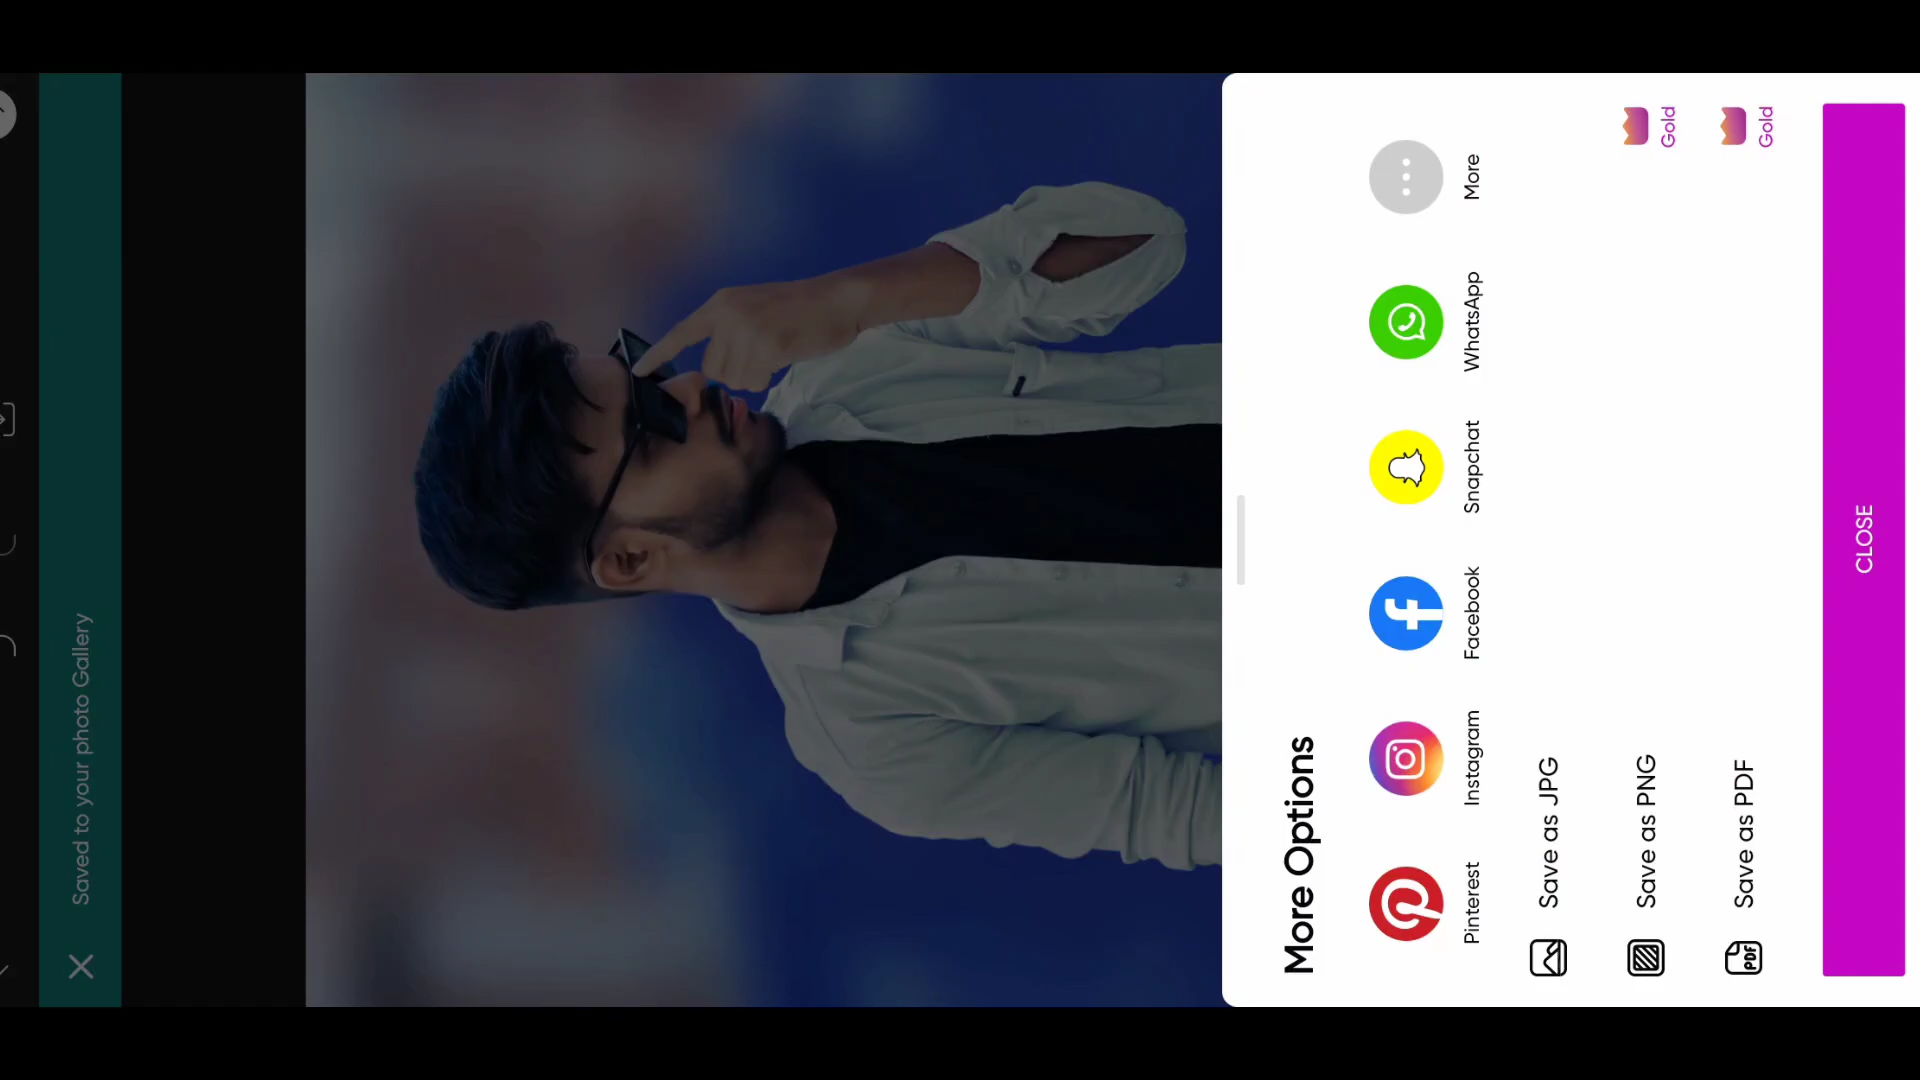 Saved to your photo Gallery
More Options
Pinterest
Instagram
Facebook
Snapchat
WhatsApp
More
Save as JPG
Save as PNG
Gold
Save as PDF
PDF
Gold
CLOSE